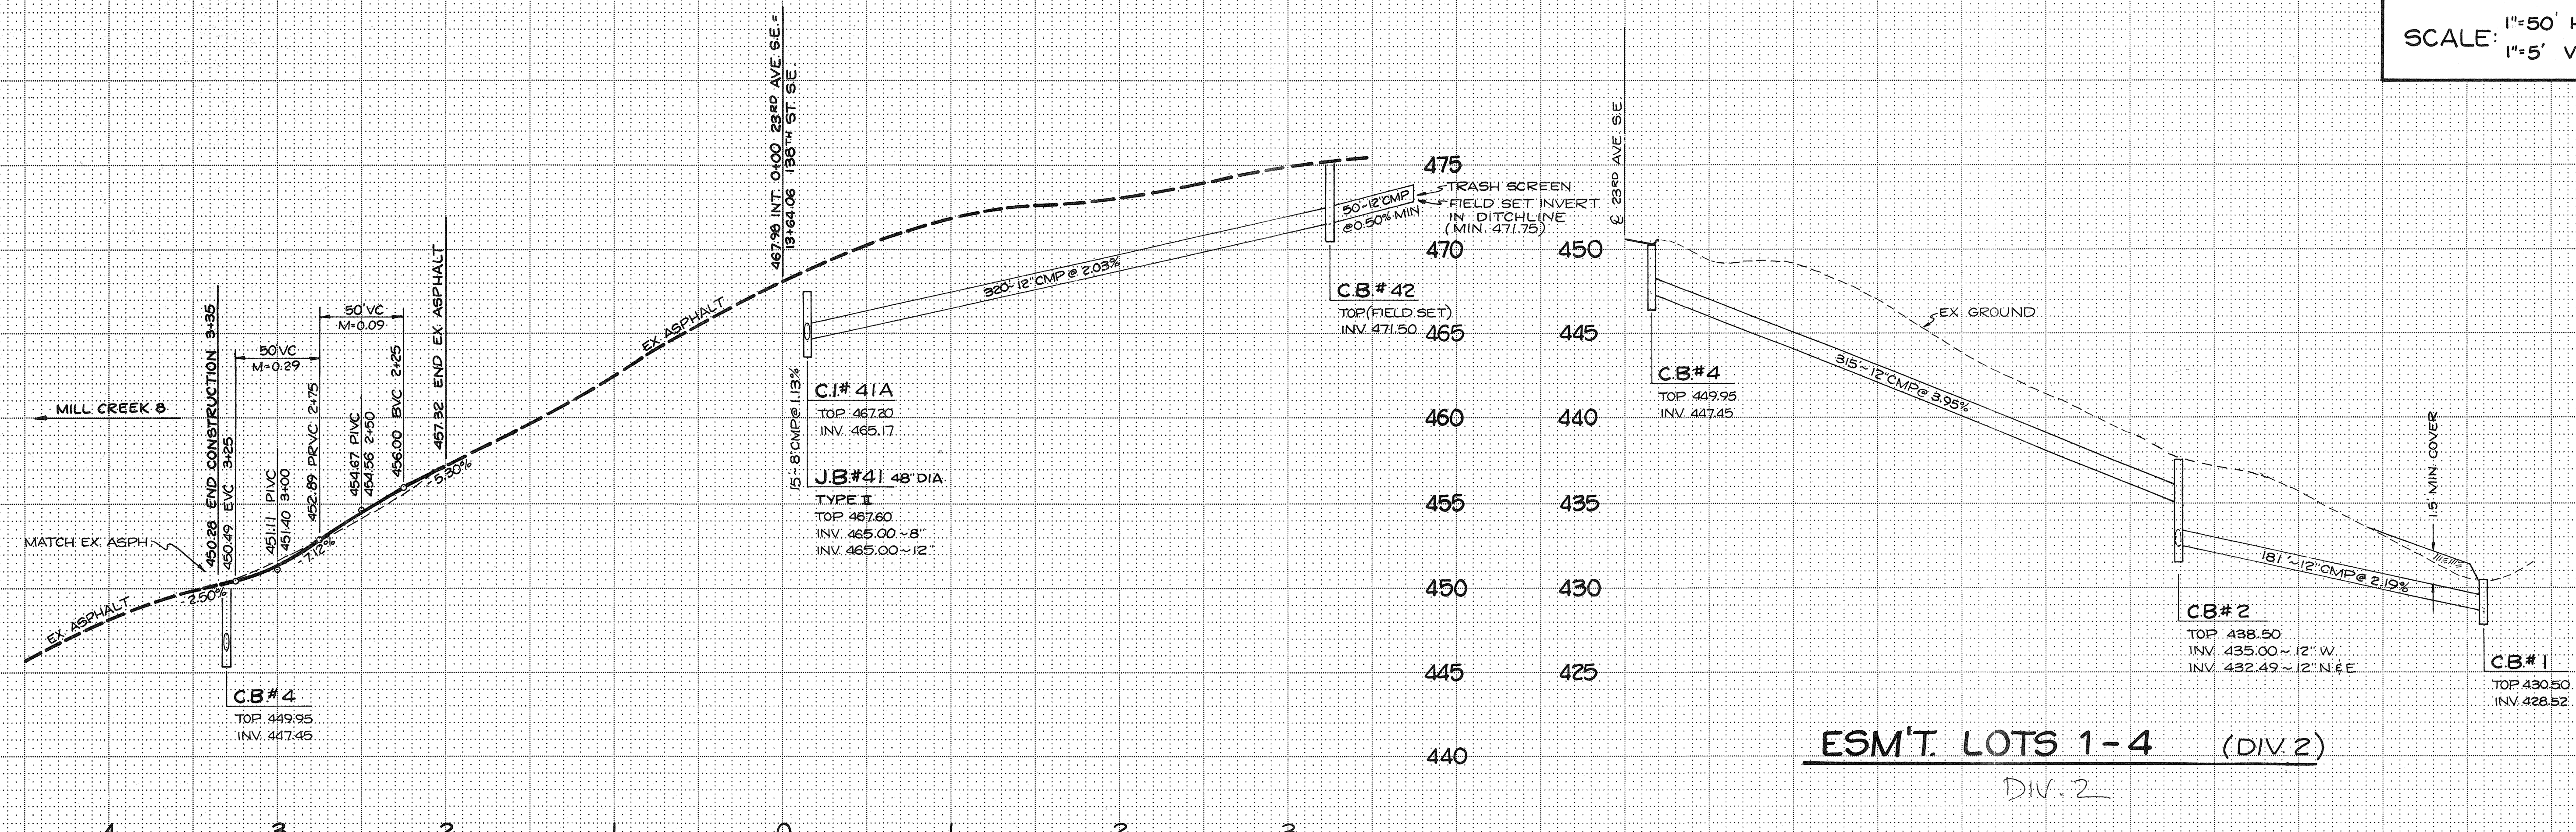 SCALE: 1"=50' H
1"=5' V
467.98 INT 0+00 23RD AVE. S.E. =
13+64.06 138TH ST. S.E.
MILL CREEK 8
450.28 END CONSTRUCTION 3+35
450.49 EVC 3+25
50' VC
M=0.29
451.11 PIVC
451.40 3+00
452.89 PRVC 2+75
50' VC
M=0.09
454.67 PIVC
454.56 2+50
456.00 BVC 2+25
457.32 END EX. ASPHALT
-5.30%
-7.12%
-2.50%
MATCH EX. ASPH.
EX. ASPHALT
EX. ASPHALT
C.B.#4
TOP 449.95
INV. 447.45
320'~12"CMP @ 2.03%
15'~8"CMP@1.13%
C.I.# 41A
TOP 467.20
INV. 465.17
J.B.#41 48" DIA.
TYPE II
TOP 467.60
INV. 465.00~8"
INV. 465.00~12"
50'~12"CMP
@0.50% MIN.
TRASH SCREEN
FIELD SET INVERT
IN DITCHLINE
(MIN. 471.75)
C.B.#42
TOP (FIELD SET)
INV. 471.50
475
470
465
460
455
450
445
440
450
445
440
435
430
425
℄ 23RD AVE. S.E.
EX. GROUND
C.B.#4
TOP 449.95
INV. 447.45
315'~12"CMP@ 3.95%
1.5' MIN. COVER
181'~12"CMP@ 2.19%
C.B.#2
TOP 438.50
INV. 435.00~12" W.
INV. 432.49~12" N & E
C.B.#1
TOP 430.50
INV. 428.52
ESM'T. LOTS 1-4 (DIV. 2)
DIV. 2
4 3 2 1 0 1 2 3